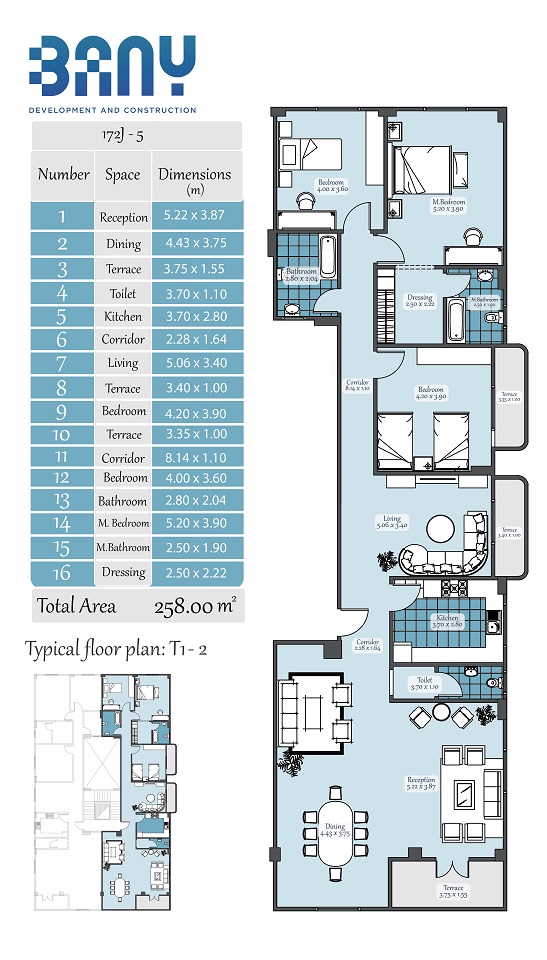 BANY
DEVELOPMENT AND CONSTRUCTION
172J - 5
Number Space Dimensions (m)
1 Reception 5.22 x 3.87
2 Dining 4.43 x 3.75
3 Terrace 3.75 x 1.55
4 Toilet 3.70 x 1.10
5 Kitchen 3.70 x 2.80
6 Corridor 2.28 x 1.64
7 Living 5.06 x 3.40
8 Terrace 3.40 x 1.00
9 Bedroom 4.20 x 3.90
10 Terrace 3.35 x 1.00
11 Corridor 8.14 x 1.10
12 Bedroom 4.00 x 3.60
13 Bathroom 2.80 x 2.04
14 M. Bedroom 5.20 x 3.90
15 M.Bathroom 2.50 x 1.90
16 Dressing 2.50 x 2.22
Total Area 258.00 m²
Typical floor plan: T1 - 2
Bedroom
4.00 x 3.60
M.Bedroom
5.20 x 3.90
Bathroom
2.80 x 2.04
Dressing
2.50 x 2.22
M.Bathroom
2.50 x 1.90
Corridor
8.14 x 1.10
Bedroom
4.20 x 3.90
Terrace
3.35 x 1.00
Living
5.06 x 3.40
Terrace
3.40 x 1.00
Kitchen
3.70 x 2.80
Corridor
2.28 x 1.64
Toilet
3.70 x 1.10
Reception
5.22 x 3.87
Dining
4.43 x 3.75
Terrace
3.75 x 1.55